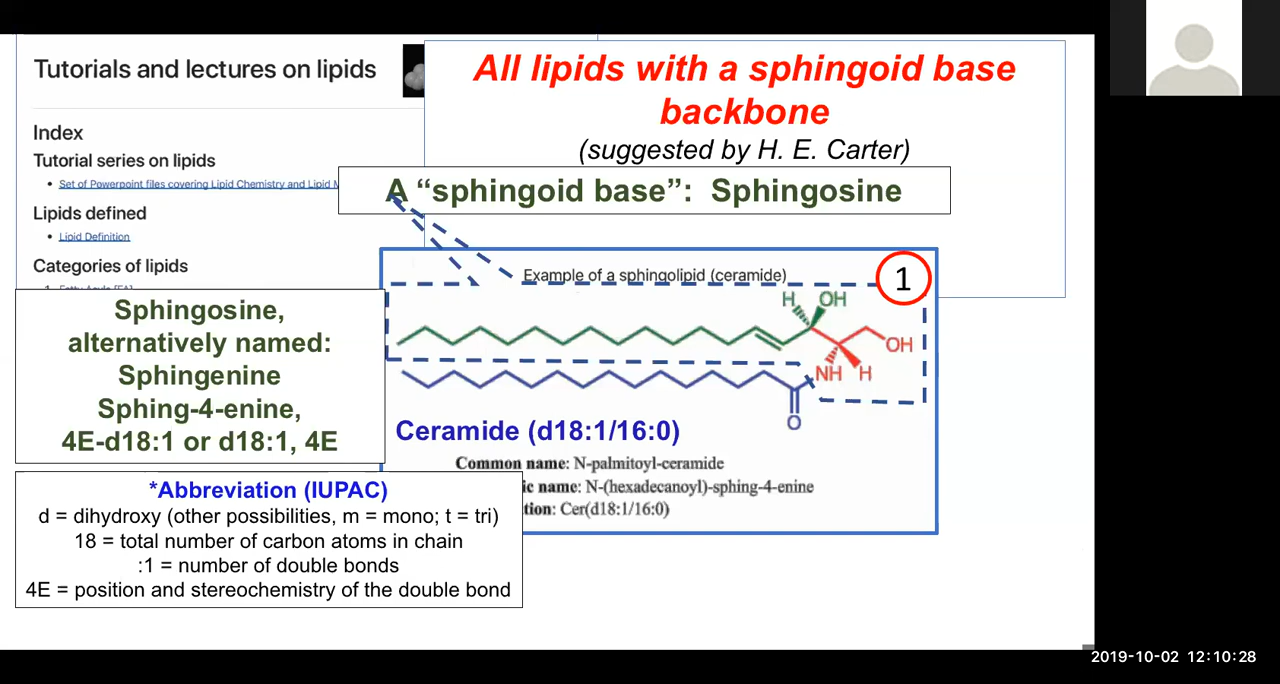 Tutorials and lectures on lipids
Index
Tutorial series on lipids
• Set of Powerpoint files covering Lipid Chemistry and Lipid
Lipids defined
• Lipid Definition
Categories of lipids
1. Fatty Acyls [FA]
All lipids with a sphingoid base
backbone
(suggested by H. E. Carter)
A “sphingoid base”: Sphingosine
Example of a sphingolipid (ceramide)
1
H OH
OH
NH H
O
Ceramide (d18:1/16:0)
Common name: N-palmitoyl-ceramide
name: N-(hexadecanoyl)-sphing-4-enine
Cer(d18:1/16:0)
Sphingosine,
alternatively named:
Sphingenine
Sphing-4-enine,
4E-d18:1 or d18:1, 4E
*Abbreviation (IUPAC)
d = dihydroxy (other possibilities, m = mono; t = tri)
18 = total number of carbon atoms in chain
:1 = number of double bonds
4E = position and stereochemistry of the double bond
2019-10-02 12:10:28